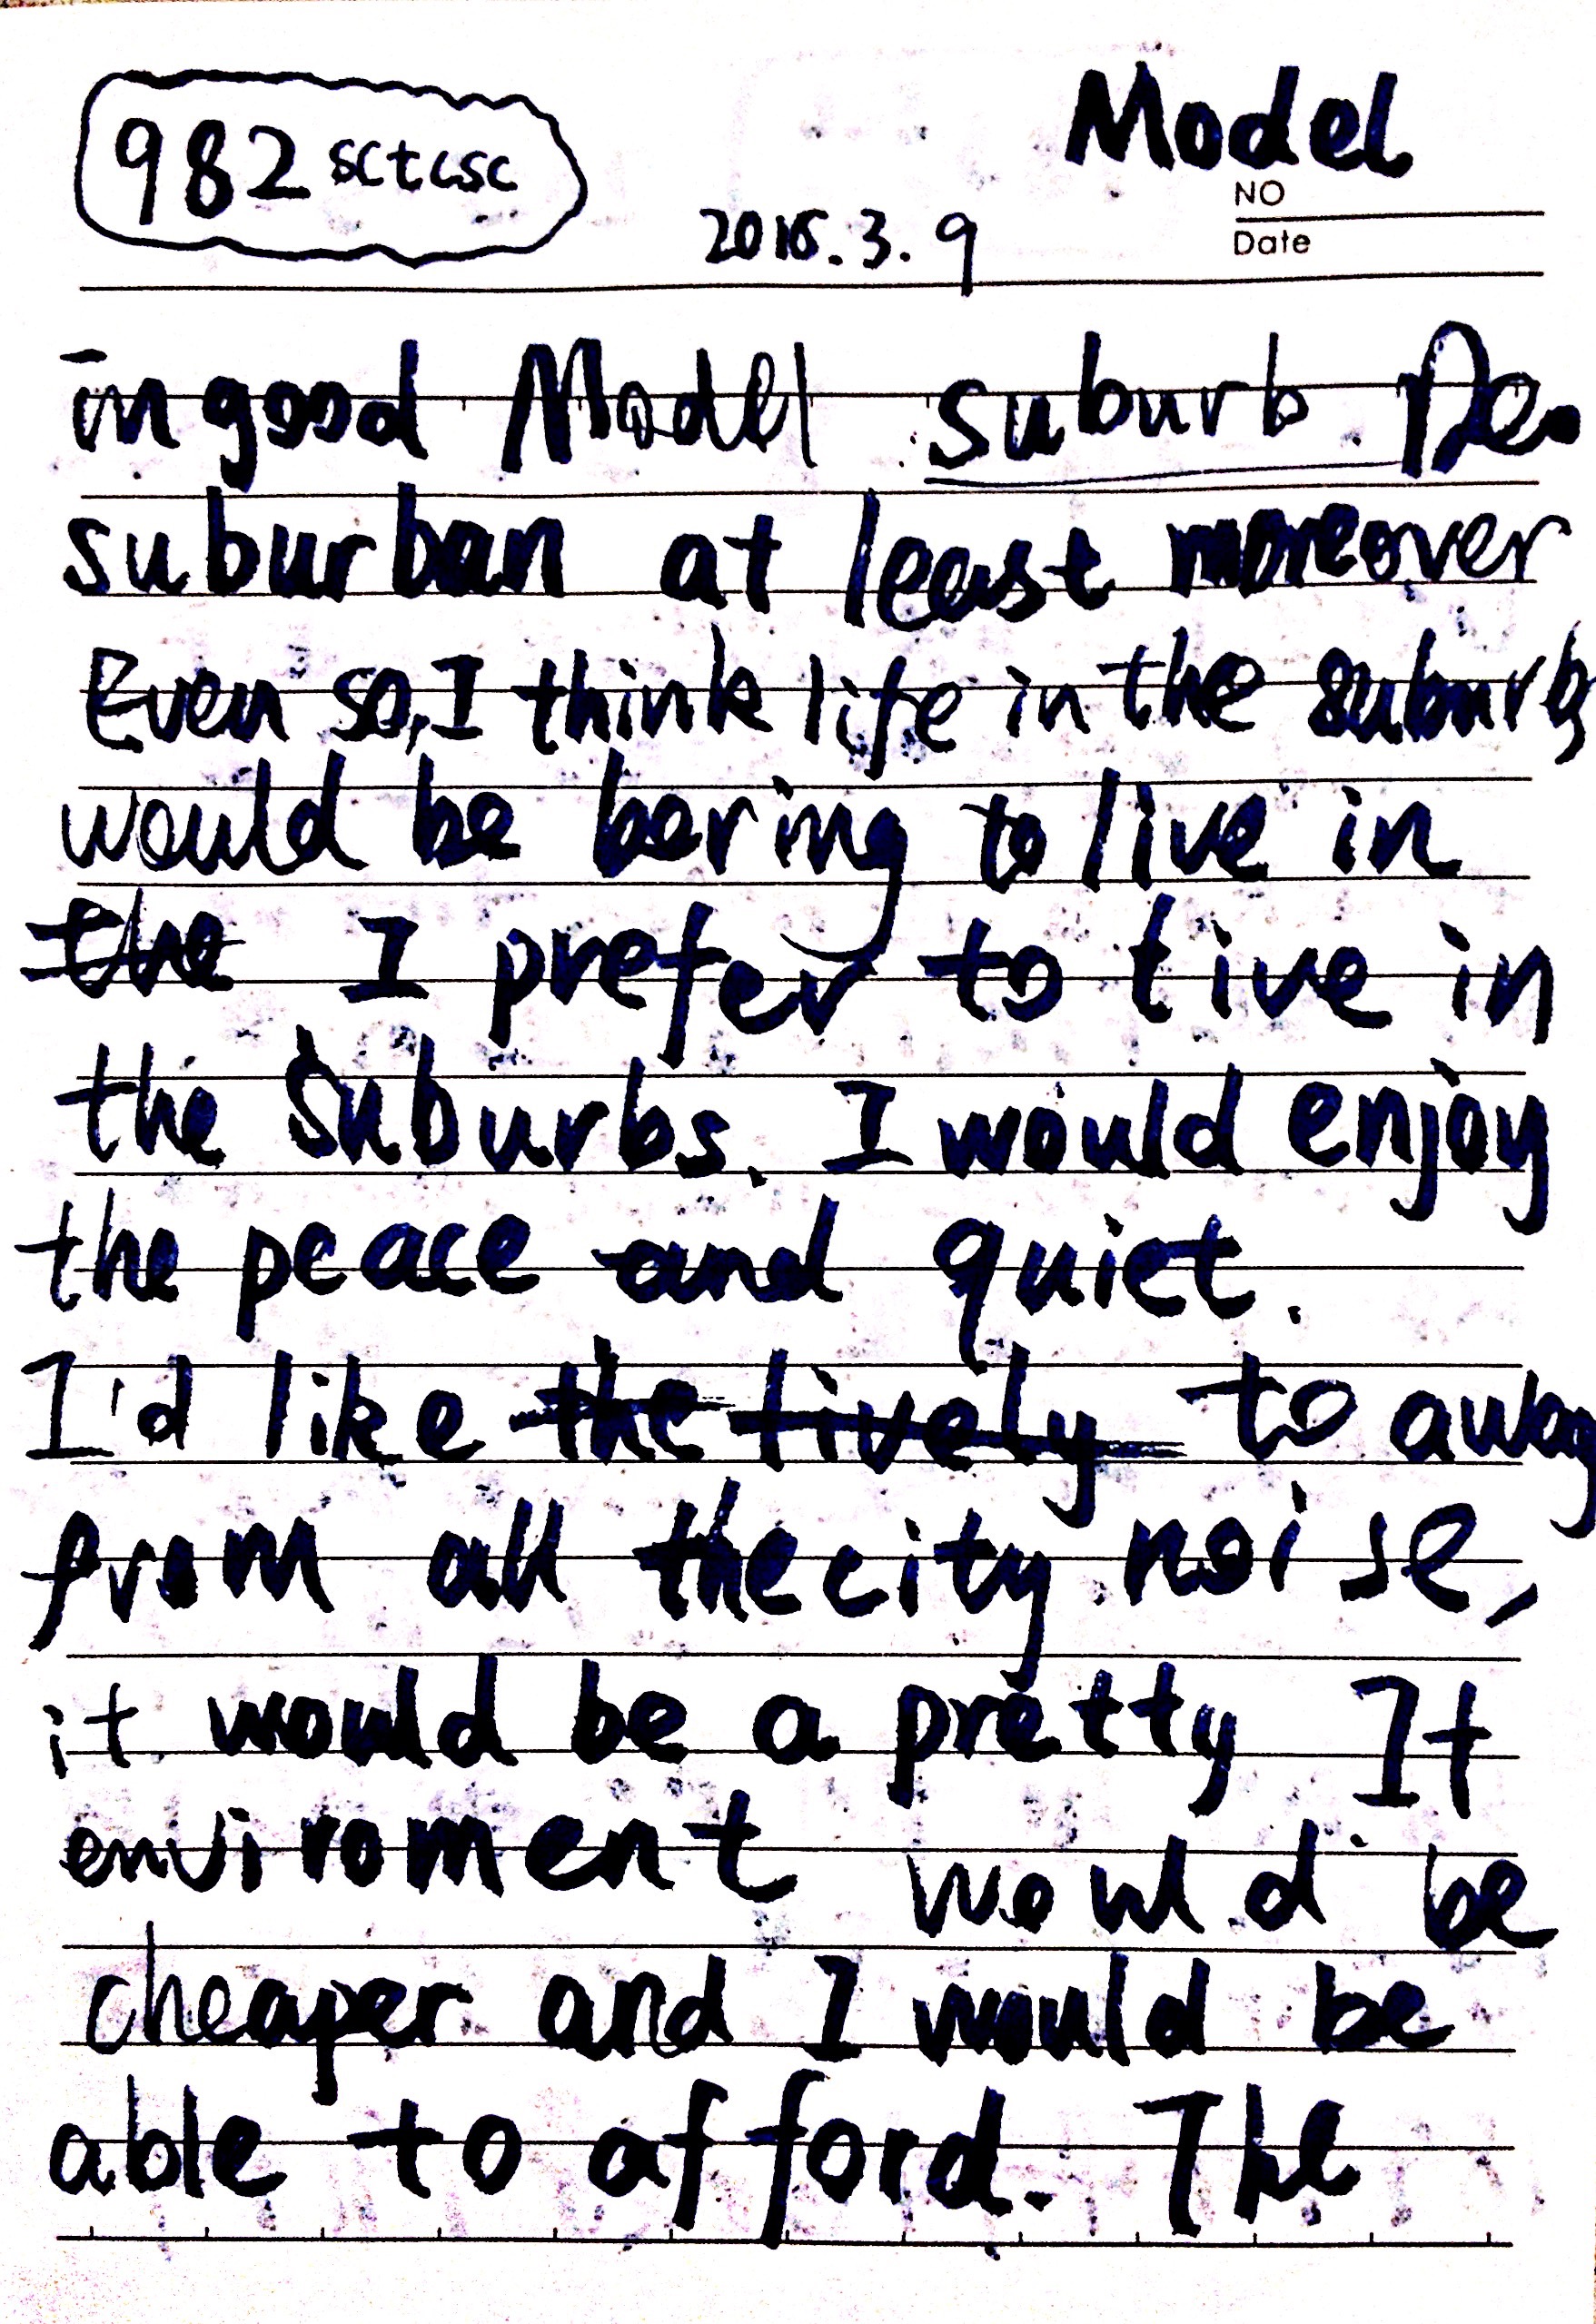 982 sctcsc
Model
NO
2016.3.9
Date
in good Model suburb De
suburban at least moreover
Even so, I think life in the suburb
would be boring to live in
the I prefer to live in
the suburbs. I would enjoy
the peace and quiet.
I'd like the lively to away
from all the city noise,
it would be a pretty It
enviroment would be
cheaper and I would be
able to afford. The